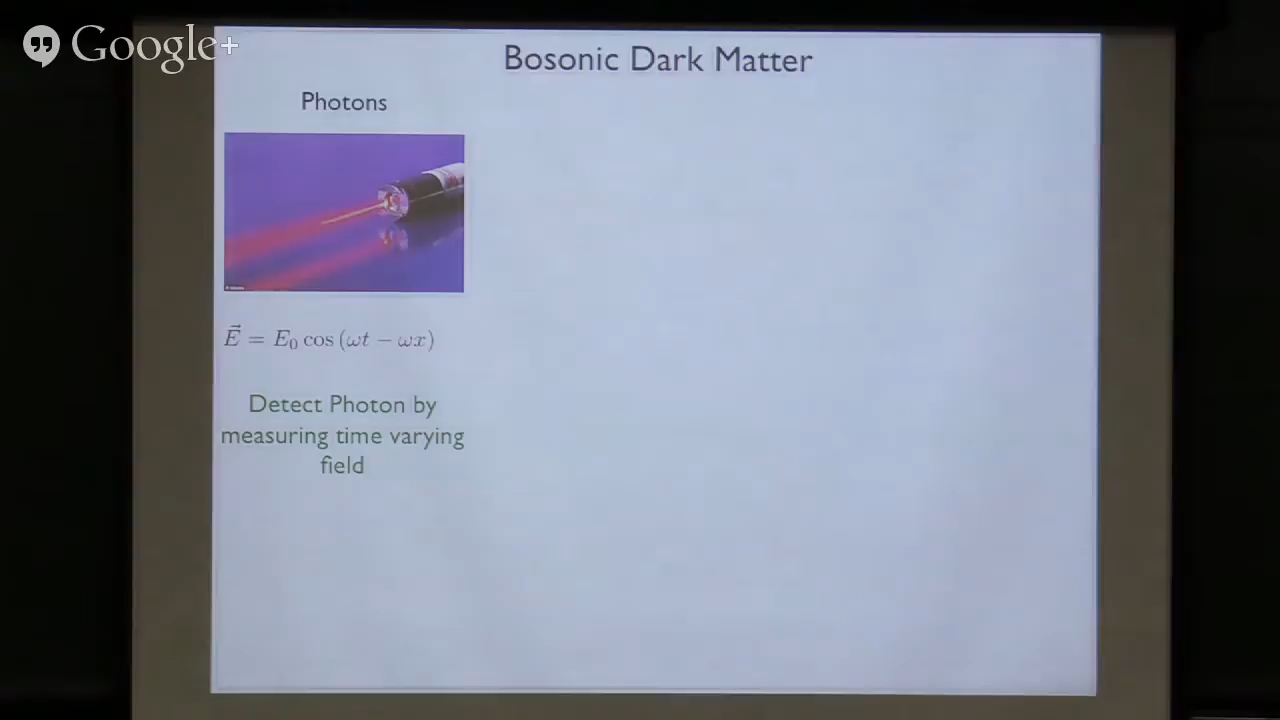 Google+
Bosonic Dark Matter
Photons
$\vec{E} = E_0 \cos(\omega t - \omega x)$
Detect Photon by
measuring time varying
field